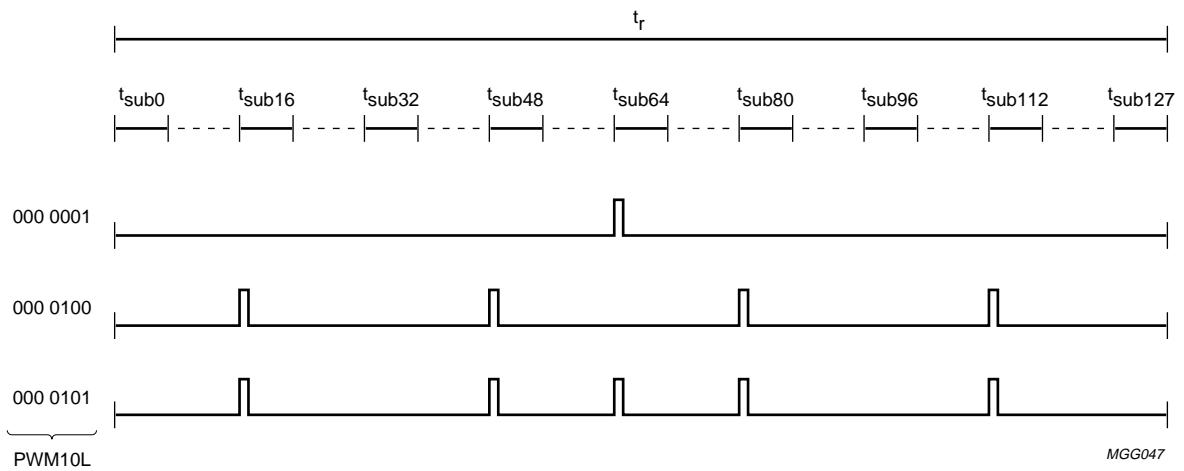 tr
tsub0 tsub16 tsub32 tsub48 tsub64 tsub80 tsub96 tsub112 tsub127
000 0001
000 0100
000 0101
PWM10L
MGG047